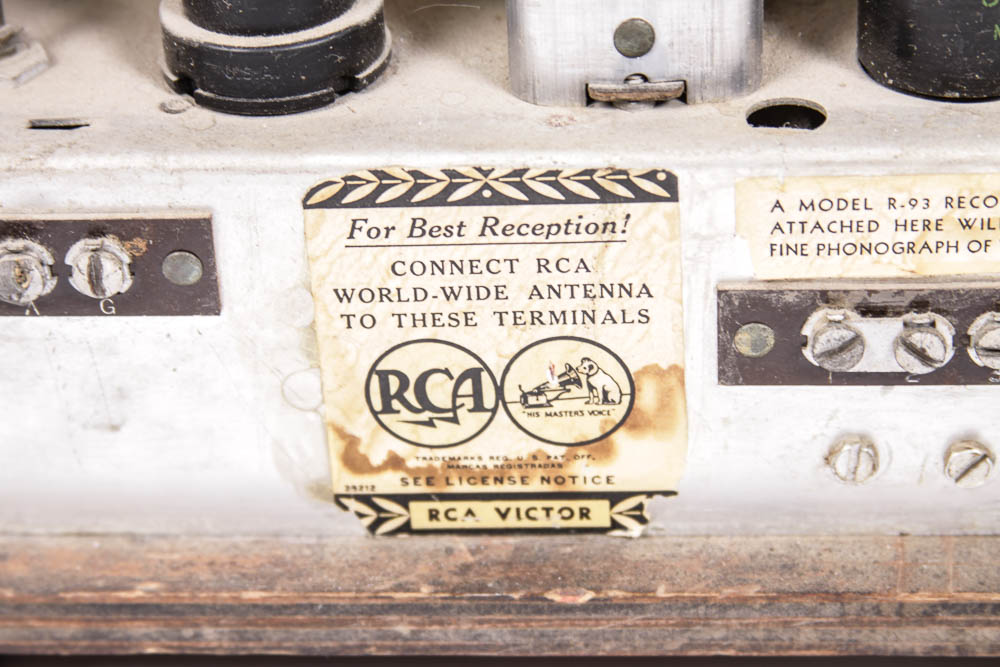 U.S.A.
For Best Reception!
CONNECT RCA
WORLD-WIDE ANTENNA
TO THESE TERMINALS
RCA
"HIS MASTER'S VOICE"
TRADEMARKS REG. U. S. PAT. OFF.
MARCAS REGISTRADAS
SEE LICENSE NOTICE
RCA VICTOR
A MODEL R-93 RECO
ATTACHED HERE WIL
FINE PHONOGRAPH OF
A
G